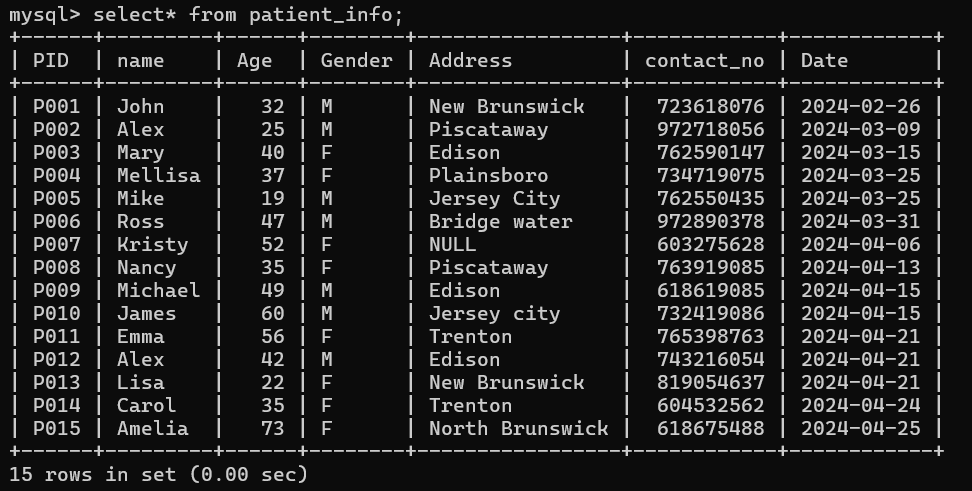 mysql> select* from patient_info;
+------+----------+------+--------+-----------------+------------+------------+
| PID  | name     | Age  | Gender | Address         | contact_no | Date       |
+------+----------+------+--------+-----------------+------------+------------+
| P001 | John     |   32 | M      | New Brunswick   |  723618076 | 2024-02-26 |
| P002 | Alex     |   25 | M      | Piscataway      |  972718056 | 2024-03-09 |
| P003 | Mary     |   40 | F      | Edison          |  762590147 | 2024-03-15 |
| P004 | Mellisa  |   37 | F      | Plainsboro      |  734719075 | 2024-03-25 |
| P005 | Mike     |   19 | M      | Jersey City     |  762550435 | 2024-03-25 |
| P006 | Ross     |   47 | M      | Bridge water    |  972890378 | 2024-03-31 |
| P007 | Kristy   |   52 | F      | NULL            |  603275628 | 2024-04-06 |
| P008 | Nancy    |   35 | F      | Piscataway      |  763919085 | 2024-04-13 |
| P009 | Michael  |   49 | M      | Edison          |  618619085 | 2024-04-15 |
| P010 | James    |   60 | M      | Jersey city     |  732419086 | 2024-04-15 |
| P011 | Emma     |   56 | F      | Trenton         |  765398763 | 2024-04-21 |
| P012 | Alex     |   42 | M      | Edison          |  743216054 | 2024-04-21 |
| P013 | Lisa     |   22 | F      | New Brunswick   |  819054637 | 2024-04-21 |
| P014 | Carol    |   35 | F      | Trenton         |  604532562 | 2024-04-24 |
| P015 | Amelia   |   73 | F      | North Brunswick |  618675488 | 2024-04-25 |
+------+----------+------+--------+-----------------+------------+------------+
15 rows in set (0.00 sec)